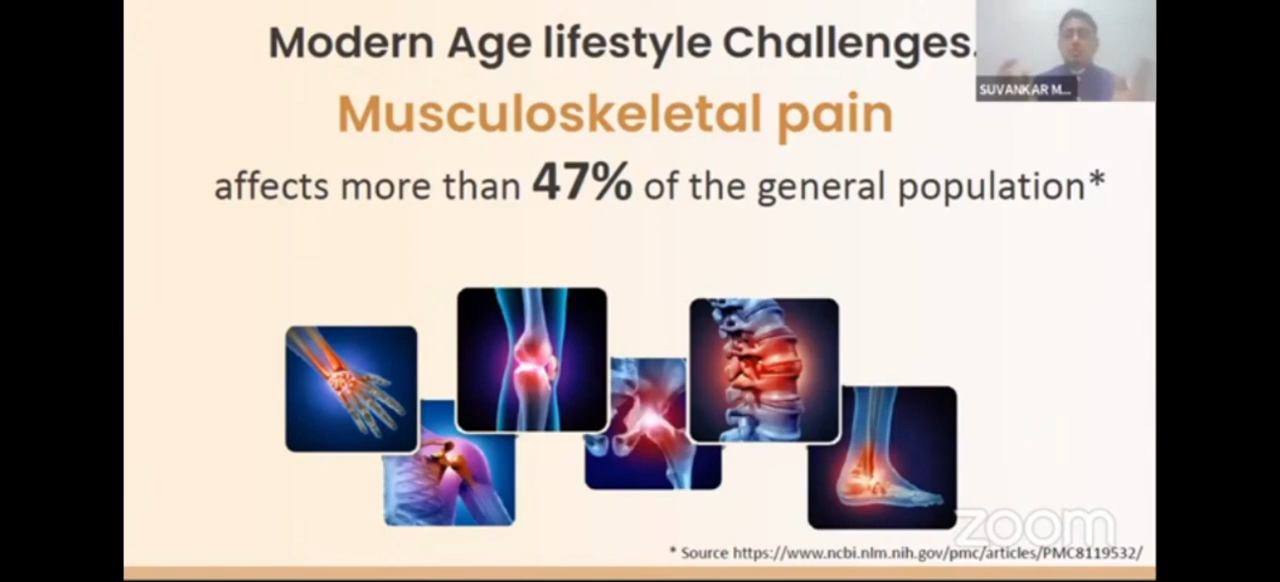 Modern Age lifestyle Challenges.
SUVANKAR M...
Musculoskeletal pain
affects more than 47% of the general population*
zoom
* Source https://www.ncbi.nlm.nih.gov/pmc/articles/PMC8119532/